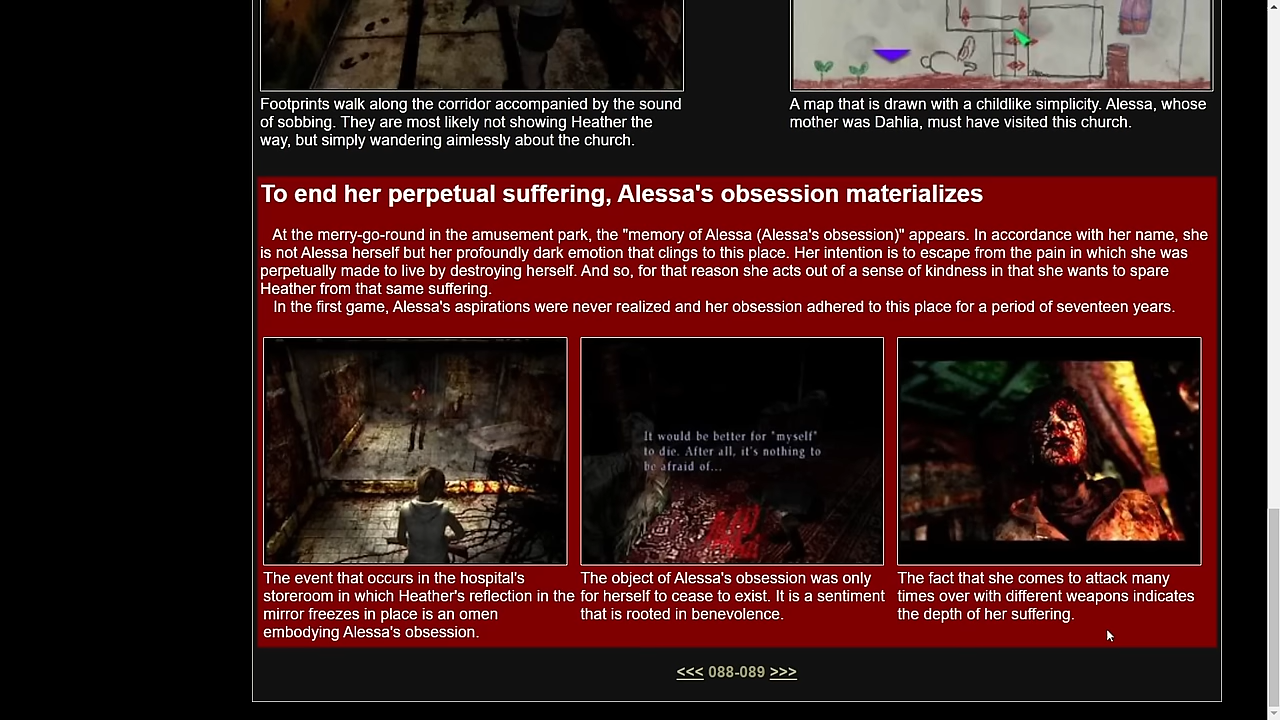 Footprints walk along the corridor accompanied by the sound
of sobbing. They are most likely not showing Heather the
way, but simply wandering aimlessly about the church.
A map that is drawn with a childlike simplicity. Alessa, whose
mother was Dahlia, must have visited this church.
To end her perpetual suffering, Alessa's obsession materializes
At the merry-go-round in the amusement park, the "memory of Alessa (Alessa's obsession)" appears. In accordance with her name, she
is not Alessa herself but her profoundly dark emotion that clings to this place. Her intention is to escape from the pain in which she was
perpetually made to live by destroying herself. And so, for that reason she acts out of a sense of kindness in that she wants to spare
Heather from that same suffering.
In the first game, Alessa's aspirations were never realized and her obsession adhered to this place for a period of seventeen years.
It would be better for "myself"
to die. After all, it's nothing to
be afraid of...
The event that occurs in the hospital's
storeroom in which Heather's reflection in the
mirror freezes in place is an omen
embodying Alessa's obsession.
The object of Alessa's obsession was only
for herself to cease to exist. It is a sentiment
that is rooted in benevolence.
The fact that she comes to attack many
times over with different weapons indicates
the depth of her suffering.
<<< 088-089 >>>